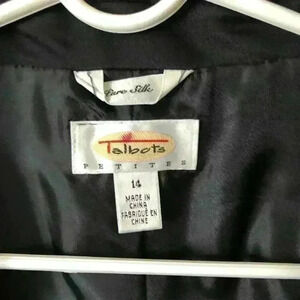 Pure Silk
Talbots
PETITES
14
MADE IN
CHINA
FABRIQUÉ EN
CHINE